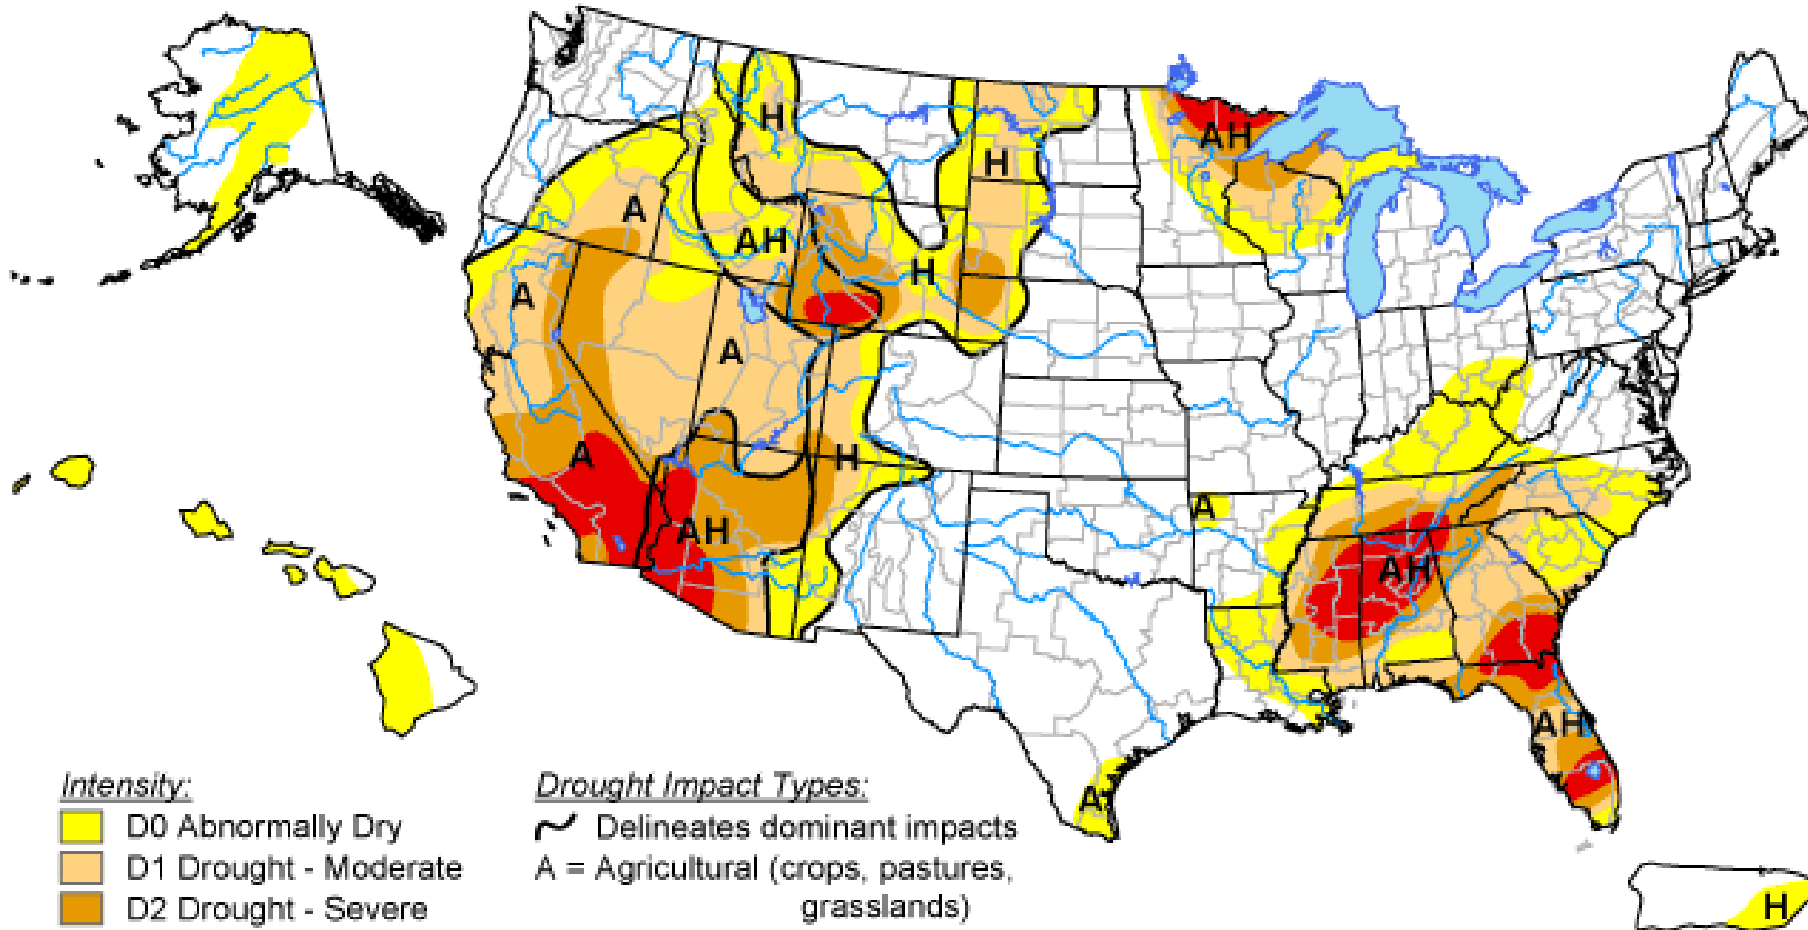 H
AH
H
A
AH
A
H
A
A
H
A
AH
A
AH
AH
A
H
Intensity:
D0 Abnormally Dry
D1 Drought - Moderate
D2 Drought - Severe
Drought Impact Types:
Delineates dominant impacts
A = Agricultural (crops, pastures,
grasslands)